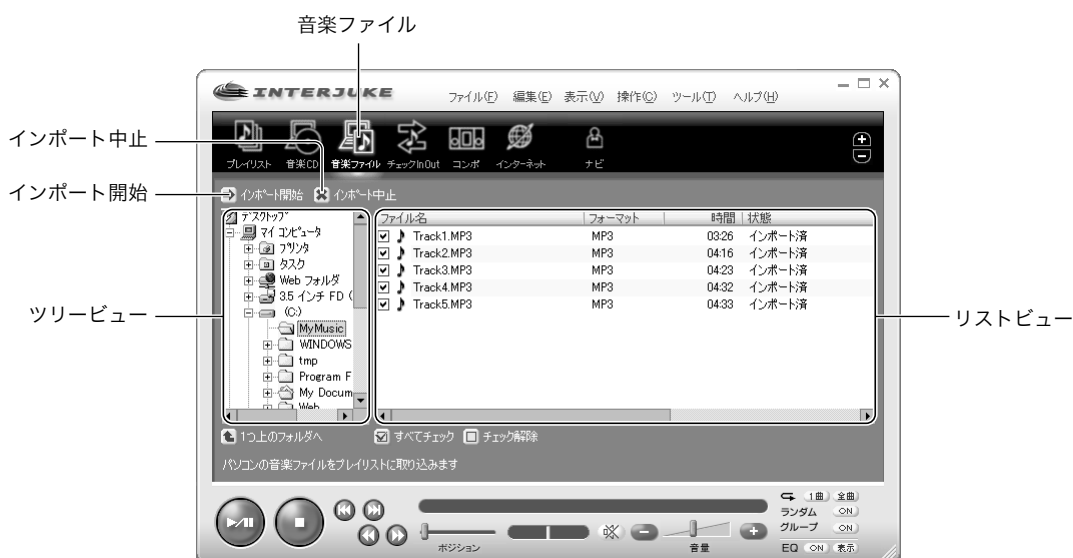 音楽ファイル
インポート中止
インポート開始
ツリービュー
リストビュー
INTERJUKE
ファイル(F) 編集(E) 表示(V) 操作(C) ツール(T) ヘルプ(H)
プレイリスト 音楽CD 音楽ファイル チェックInOut コンポ インターネット ナビ
インポート開始 インポート中止
デスクトップ
マイ コンピュータ
プリンタ
タスク
Web フォルダ
3.5 インチ FD (
(C:)
MyMusic
WINDOWS
tmp
Program F
My Docum
Web
ファイル名 フォーマット 時間 状態
Track1.MP3 MP3 03:26 インポート済
Track2.MP3 MP3 04:16 インポート済
Track3.MP3 MP3 04:23 インポート済
Track4.MP3 MP3 04:32 インポート済
Track5.MP3 MP3 04:33 インポート済
1つ上のフォルダへ すべてチェック チェック解除
パソコンの音楽ファイルをプレイリストに取り込みます
ポジション
音量
1曲 全曲
ランダム ON
グループ ON
EQ ON 表示